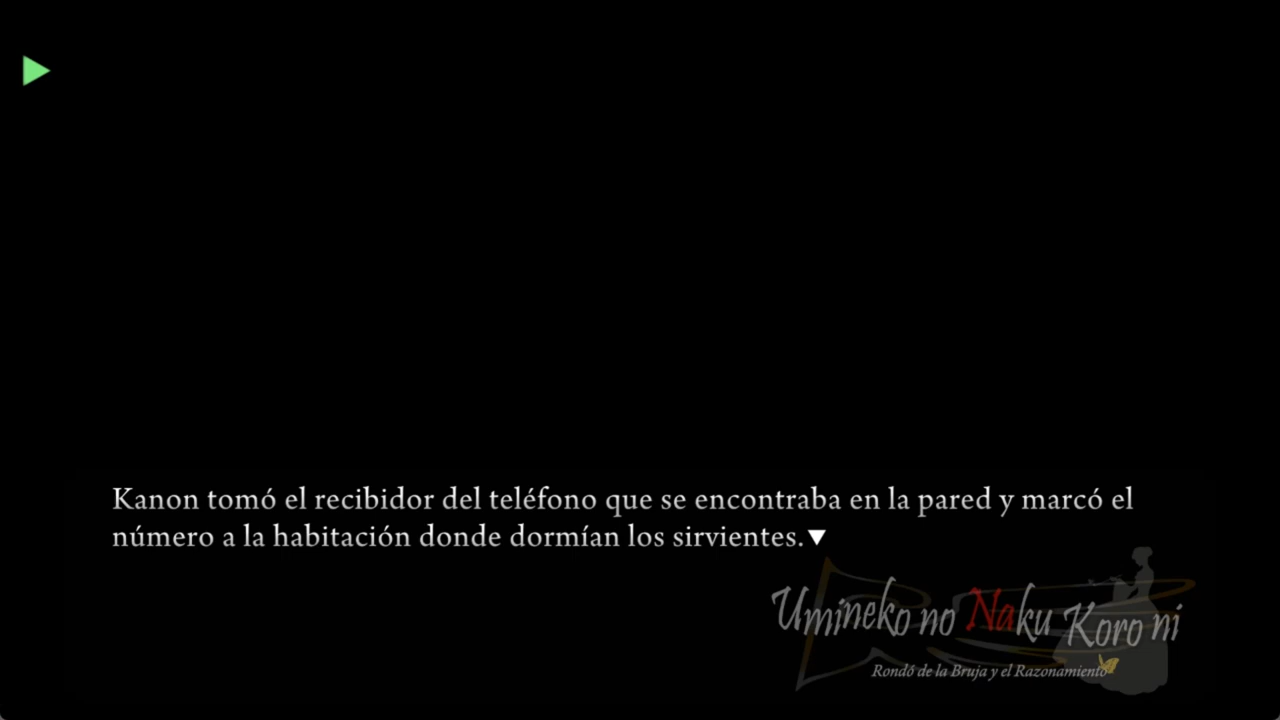 Kanon tomó el recibidor del teléfono que se encontraba en la pared y marcó el
número a la habitación donde dormían los sirvientes.
Umineko no Naku Koro ni
Rondó de la Bruja y el Razonamiento